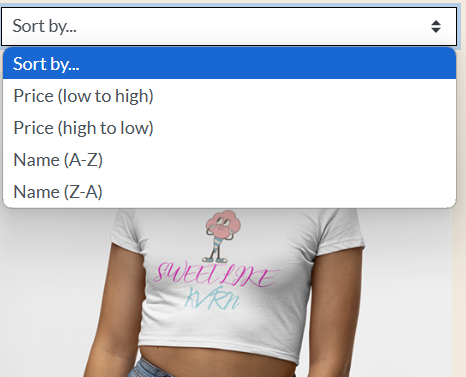 Sort by...
Sort by...
Price (low to high)
Price (high to low)
Name (A-Z)
Name (Z-A)
SWEET LIKE
KVRN